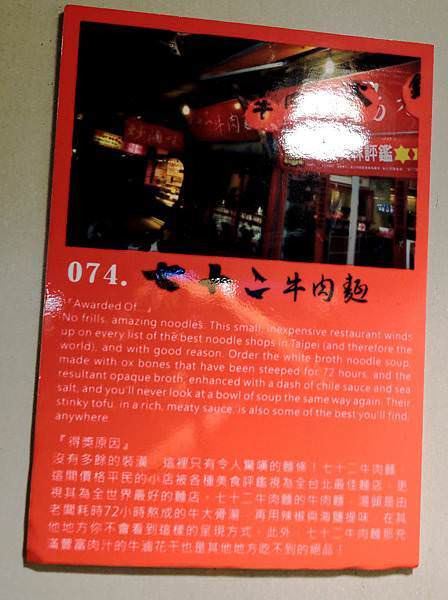 牛肉麵
評鑑
074. 七十二牛肉麵
『Awarded Of...』
No frills, amazing noodles. This small, inexpensive restaurant winds
up on every list of the best noodle shops in Taipei (and therefore the
world), and with good reason. Order the white broth noodle soup,
made with ox bones that have been steeped for 72 hours, and the
resultant opaque broth, enhanced with a dash of chile sauce and sea
salt, and you'll never look at a bowl of soup the same way again. Their
stinky tofu, in a rich, meaty sauce, is also some of the best you'll find,
anywhere.
『得獎原因』
沒有多餘的裝潢，這裡只有令人驚嘆的麵條！七十二牛肉麵
這間價格平民的小店被各種美食評鑑視為全台北最佳麵店，更
視其為全世界最好的麵店。七十二牛肉麵的牛肉麵，湯頭是由
老闆耗時72小時熬成的牛大骨湯，再用辣椒與海鹽提味，在其
他地方你不會看到這樣的呈現方式。此外，七十二牛肉麵那充
滿豐富肉汁的牛滷花干也是其他地方吃不到的絕品！